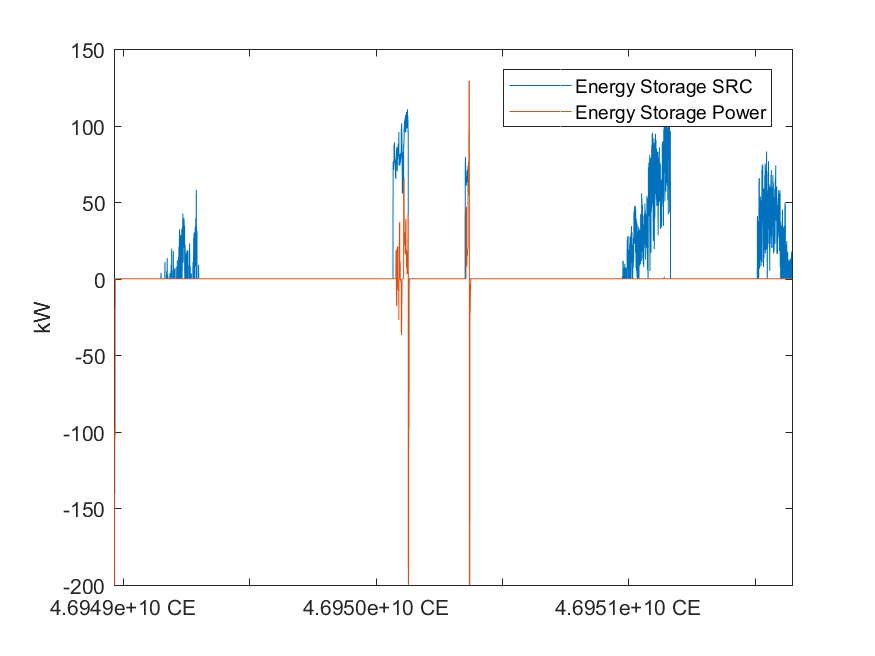 150
100
50
0
-50
-100
-150
-200
kW
Energy Storage SRC
Energy Storage Power
4.6949e+10 CE
4.6950e+10 CE
4.6951e+10 CE